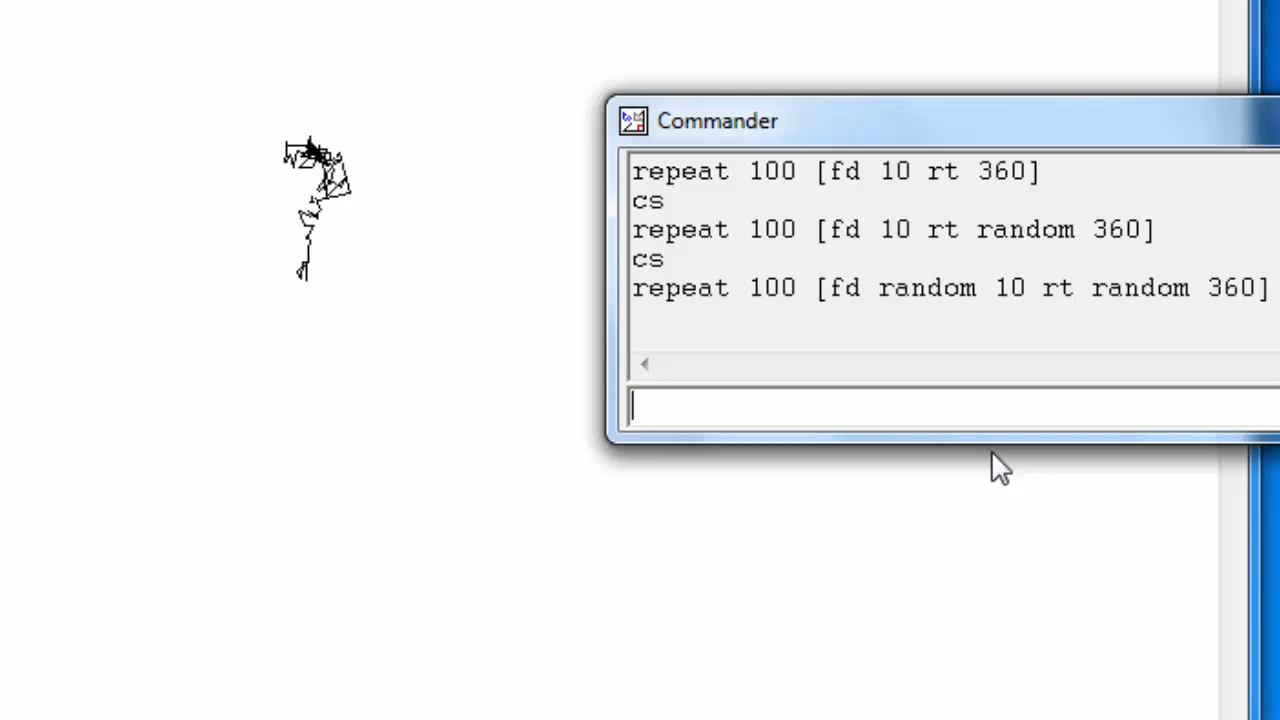 Commander
repeat 100 [fd 10 rt 360]
cs
repeat 100 [fd 10 rt random 360]
cs
repeat 100 [fd random 10 rt random 360]